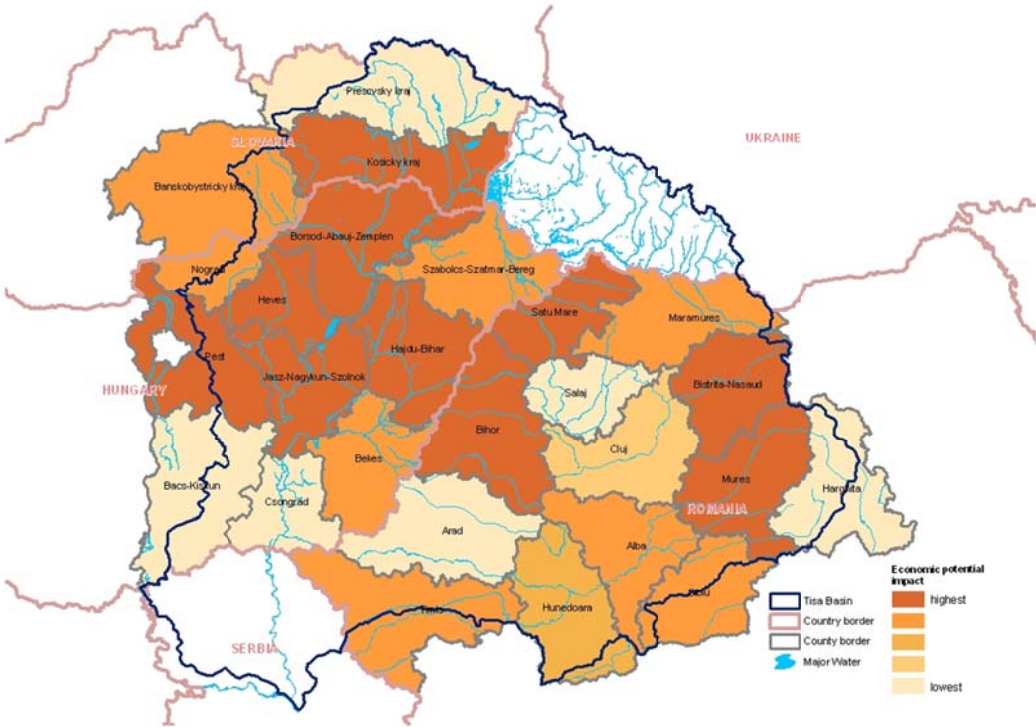 Presovsky kraj
UKRAINE
SLOVAKIA
Kosicky kraj
Banskobystricky kraj
Borsod-Abauj-Zemplen
Nograd
Szabolcs-Szatmar-Bereg
Heves
Satu Mare
Maramures
Pest
Hajdu-Bihar
Jasz-Nagykun-Szolnok
Bistrita-Nasaud
HUNGARY
Salaj
Bihor
Cluj
Bekes
Mures
Bacs-Kiskun
Harghita
Csongrad
ROMANIA
Arad
Alba
Economic potential
impact
highest
Sibiu
Tisa Basin
Timis
Hunedoara
Country border
County border
SERBIA
Major Water
lowest